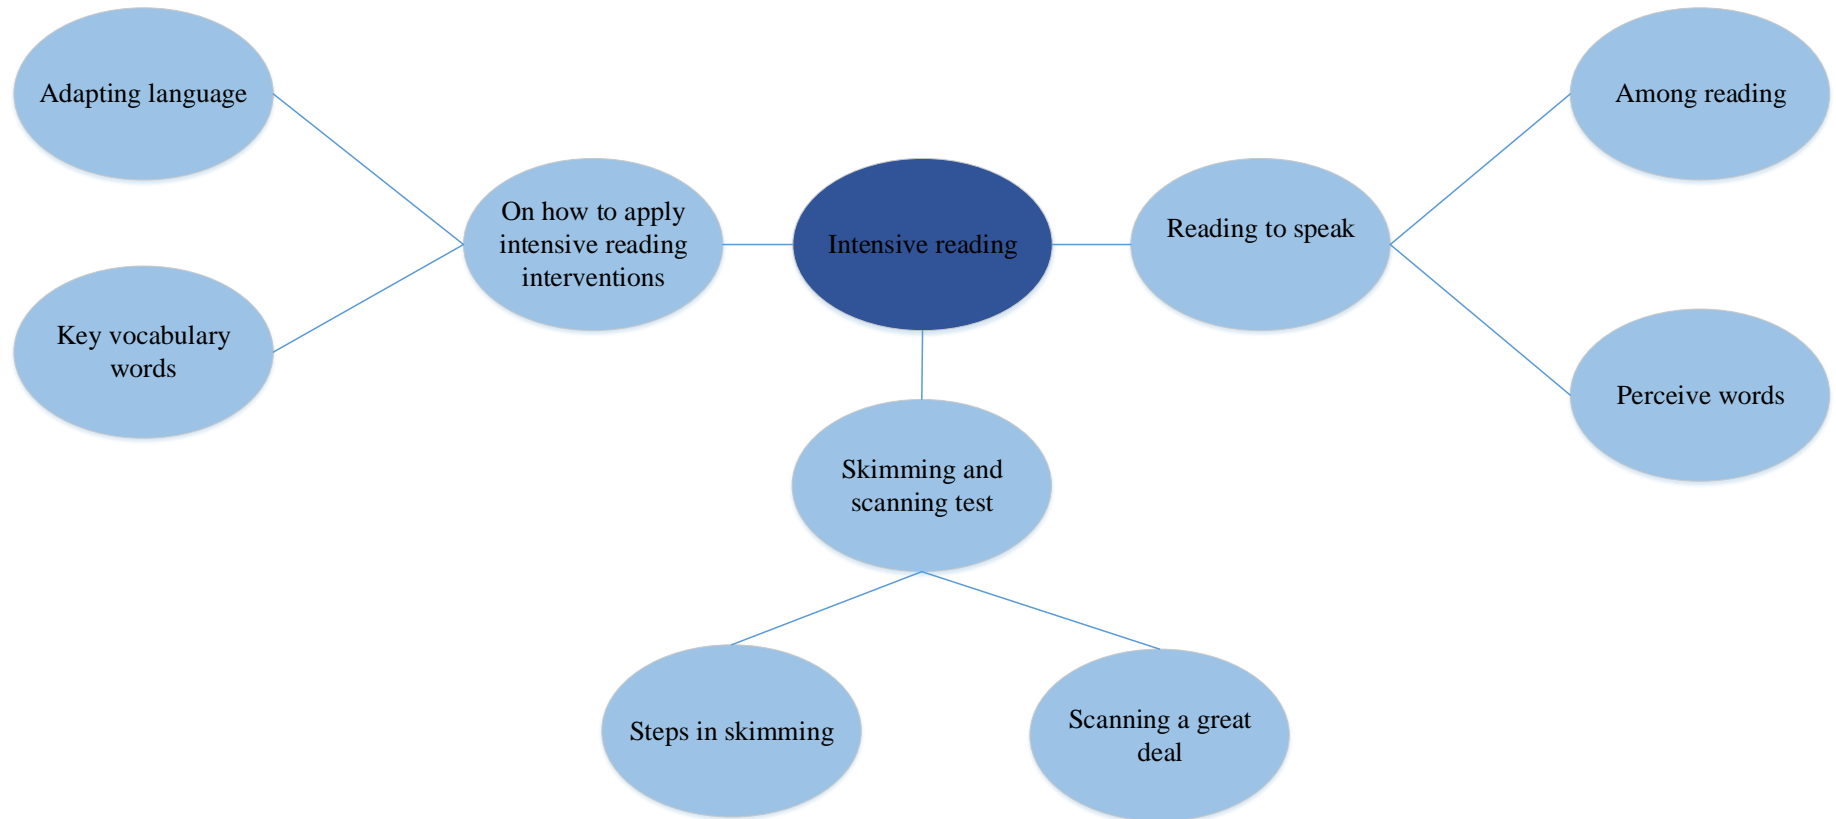 Adapting language
Among reading
On how to apply
intensive reading
interventions
Intensive reading
Reading to speak
Key vocabulary
words
Perceive words
Skimming and
scanning test
Steps in skimming
Scanning a great
deal